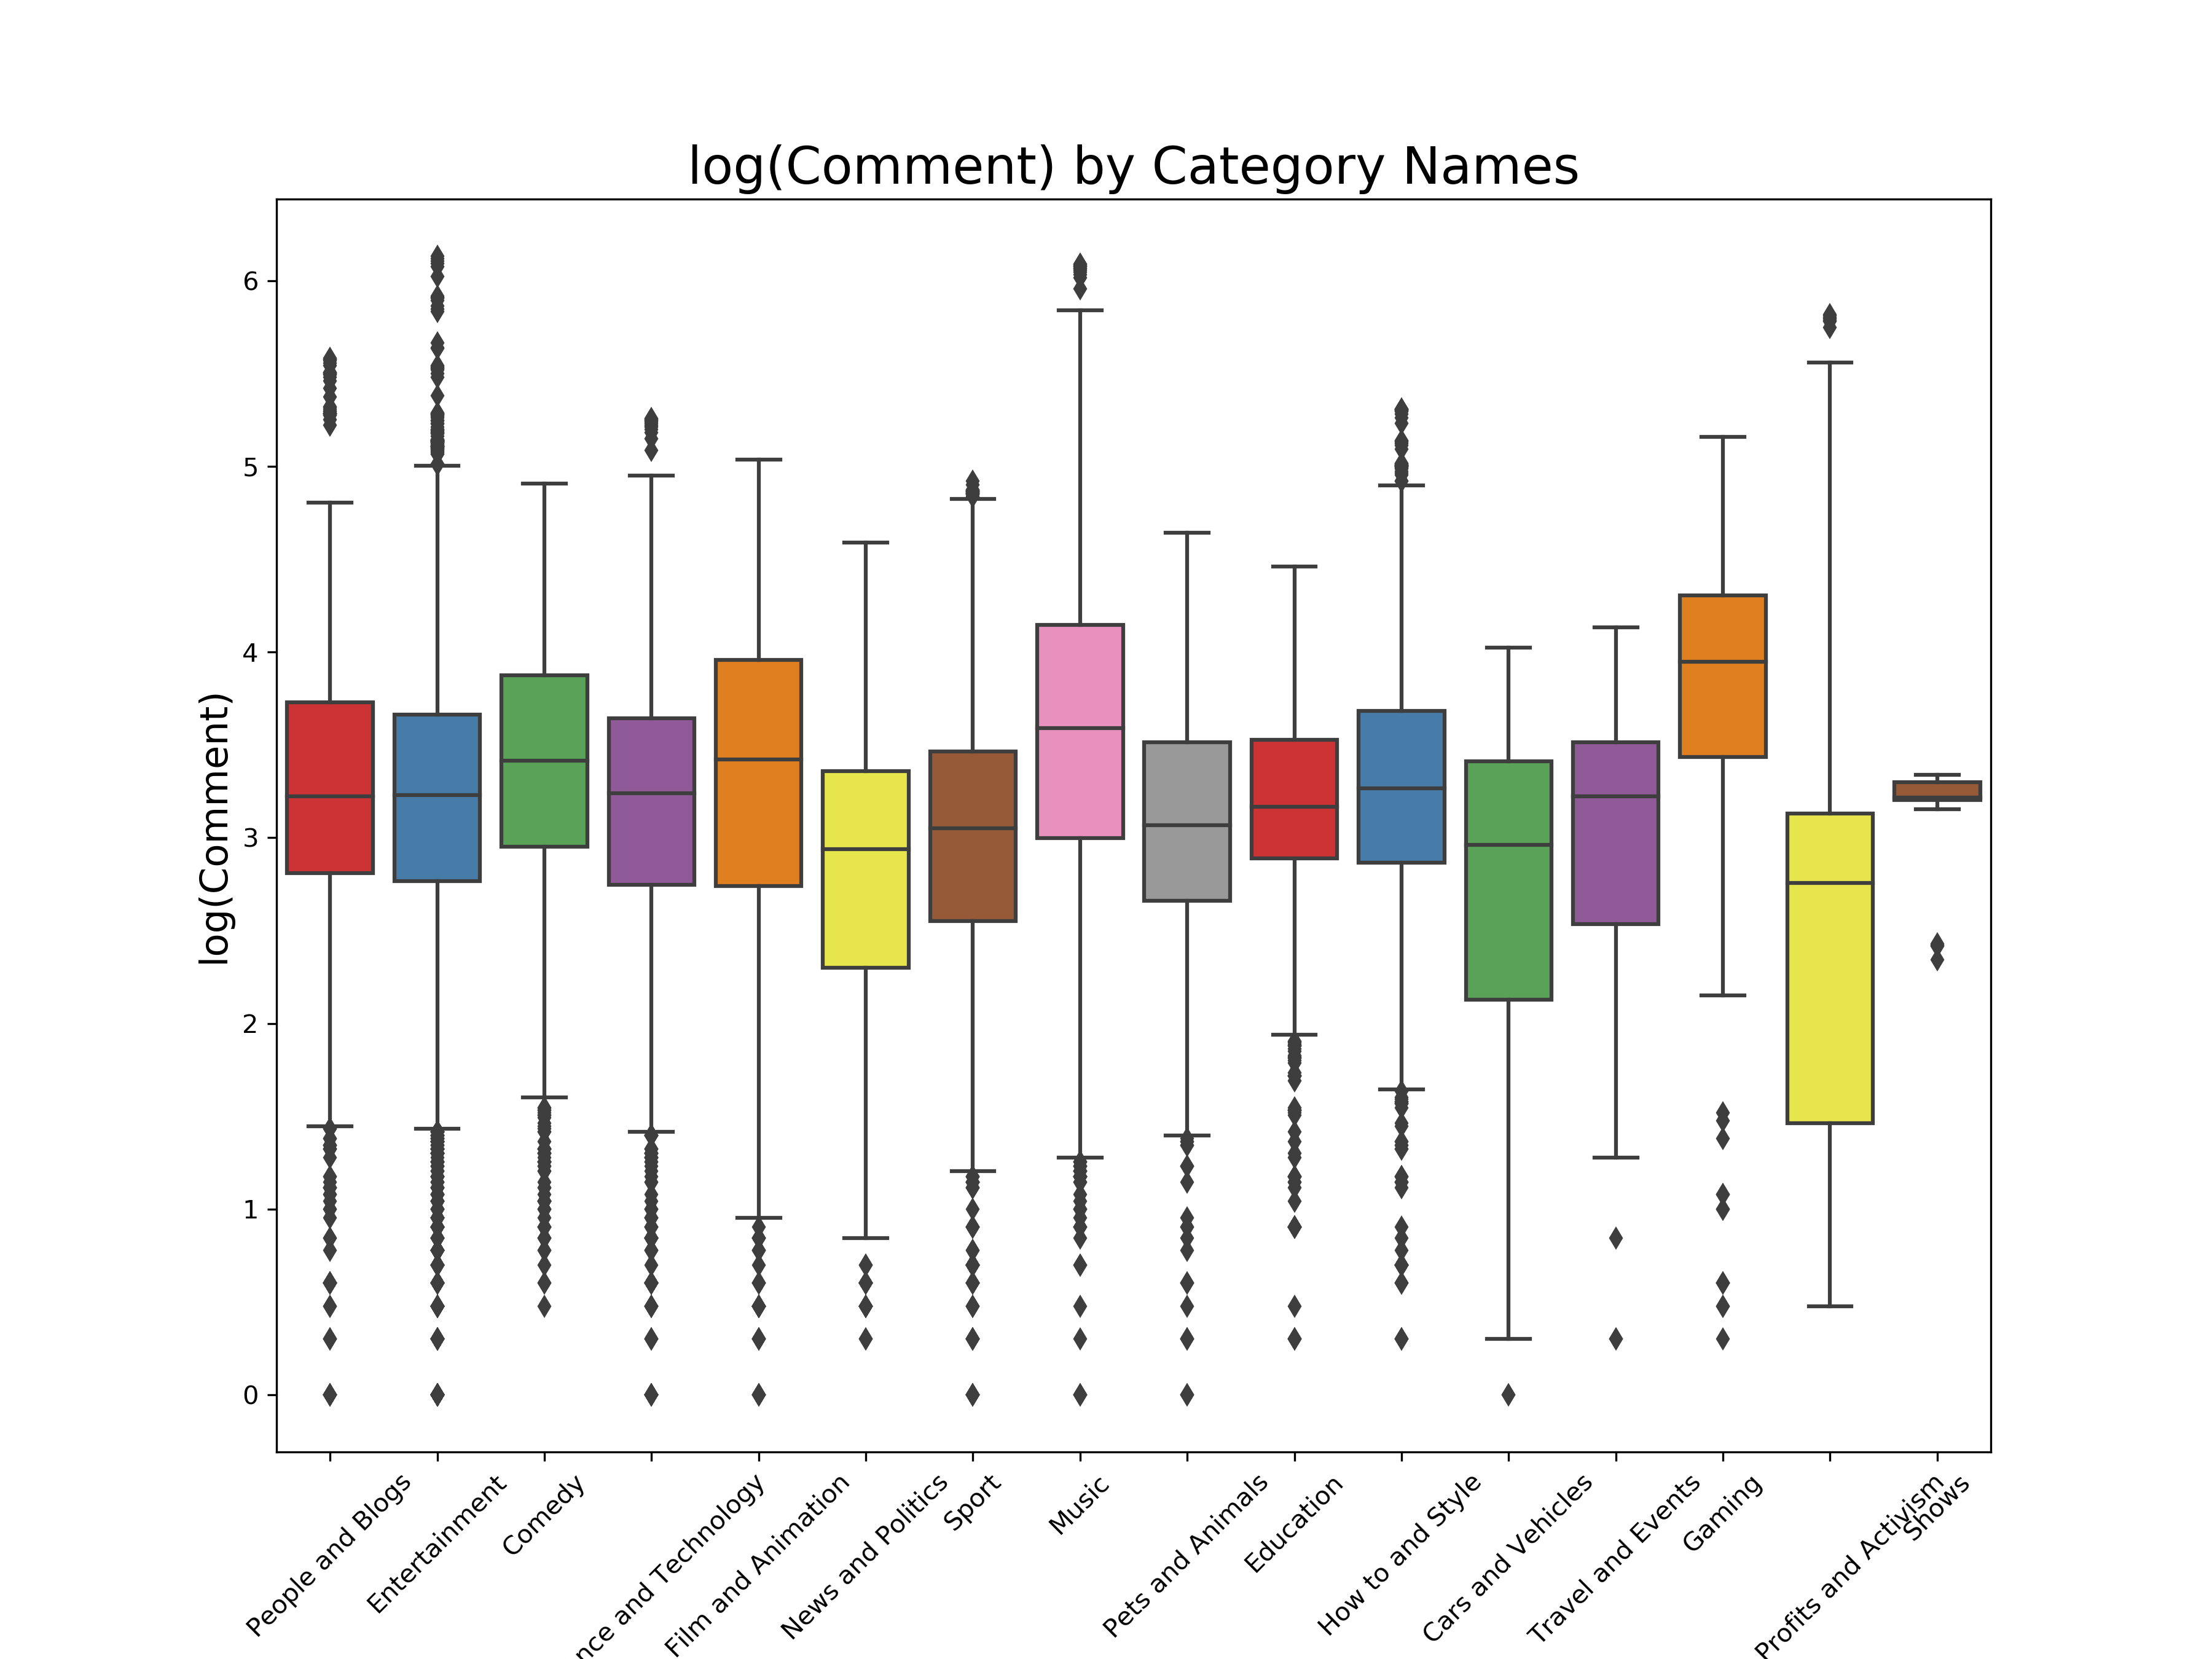 log(Comment) by Category Names
log(Comment)
6
5
4
3
2
1
0
People and Blogs
Entertainment
Comedy
and Technology
Film and Animation
News and Politics
Sport
Music
Pets and Animals
Education
How to and Style
Cars and Vehicles
Travel and Events
Gaming
Profits and Activism
Shows